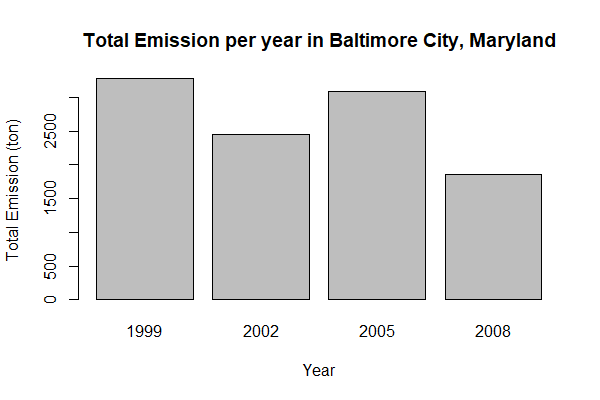 Total Emission per year in Baltimore City, Maryland
Total Emission (ton)
2500
1500
500
0
1999 2002 2005 2008
Year